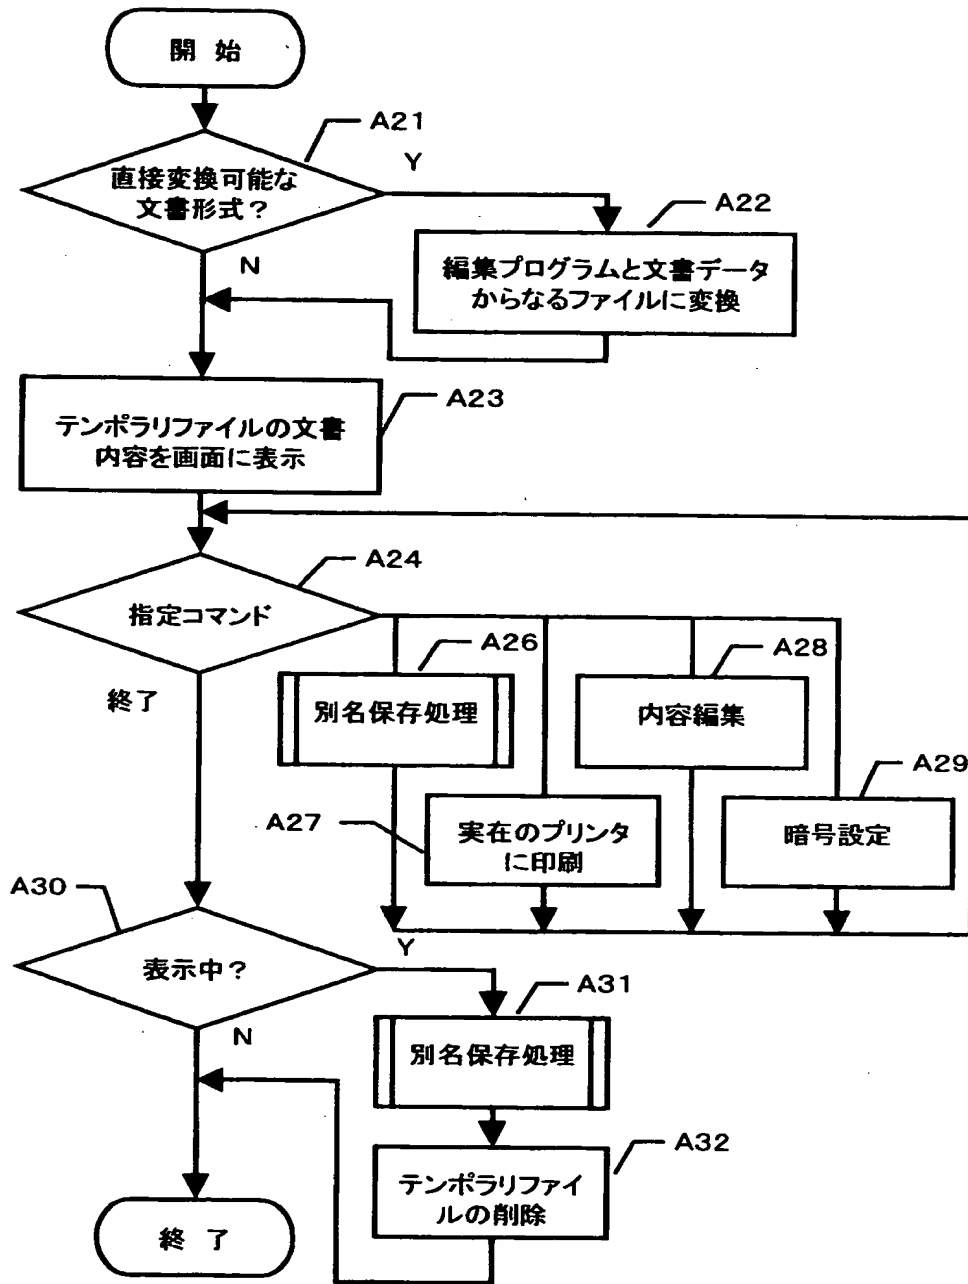 開 始
A21
直接変換可能な
文書形式？
Y
A22
編集プログラムと文書データ
からなるファイルに変換
N
A23
テンポラリファイルの文書
内容を画面に表示
A24
指定コマンド
終了
A26
別名保存処理
A28
内容編集
A27
実在のプリンタ
に印刷
A29
暗号設定
A30
表示中？
Y
A31
別名保存処理
N
A32
テンポラリファイ
ルの削除
終 了